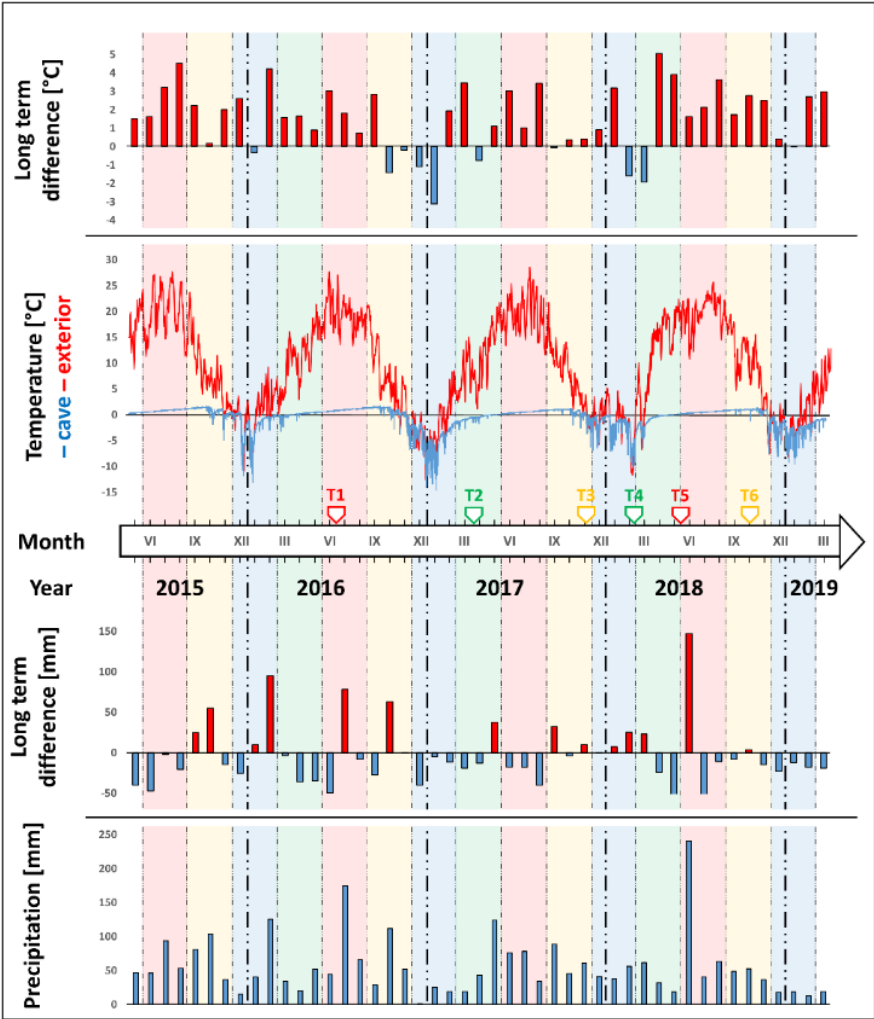 Long term
difference [°C]
5
4
3
2
1
0
-1
-2
-3
-4
Temperature [°C]
– cave – exterior
30
25
20
15
10
5
0
-5
-10
-15
T1
T2
T3
T4
T5
T6
Month
VI
IX
XII
III
VI
IX
XII
III
VI
IX
XII
III
VI
IX
XII
III
Year
2015
2016
2017
2018
2019
Long term
difference [mm]
150
100
50
0
-50
Precipitation [mm]
250
200
150
100
50
0